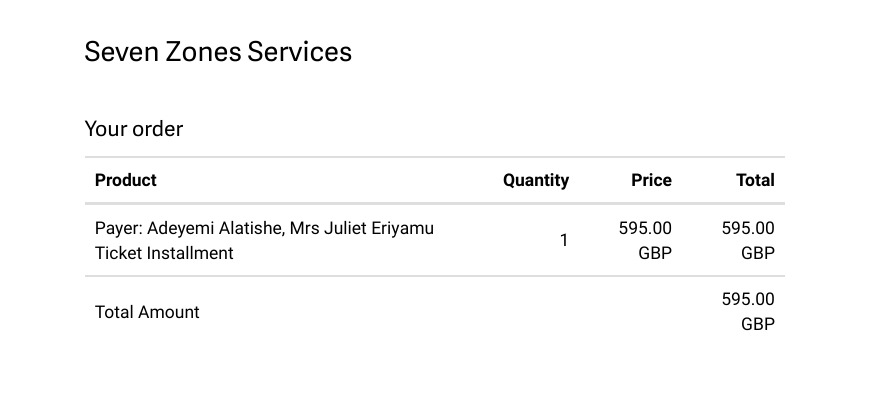 Seven Zones Services
Your order
Product Quantity Price Total
Payer: Adeyemi Alatishe, Mrs Juliet Eriyamu
Ticket Installment
1
595.00
GBP
595.00
GBP
Total Amount
595.00
GBP